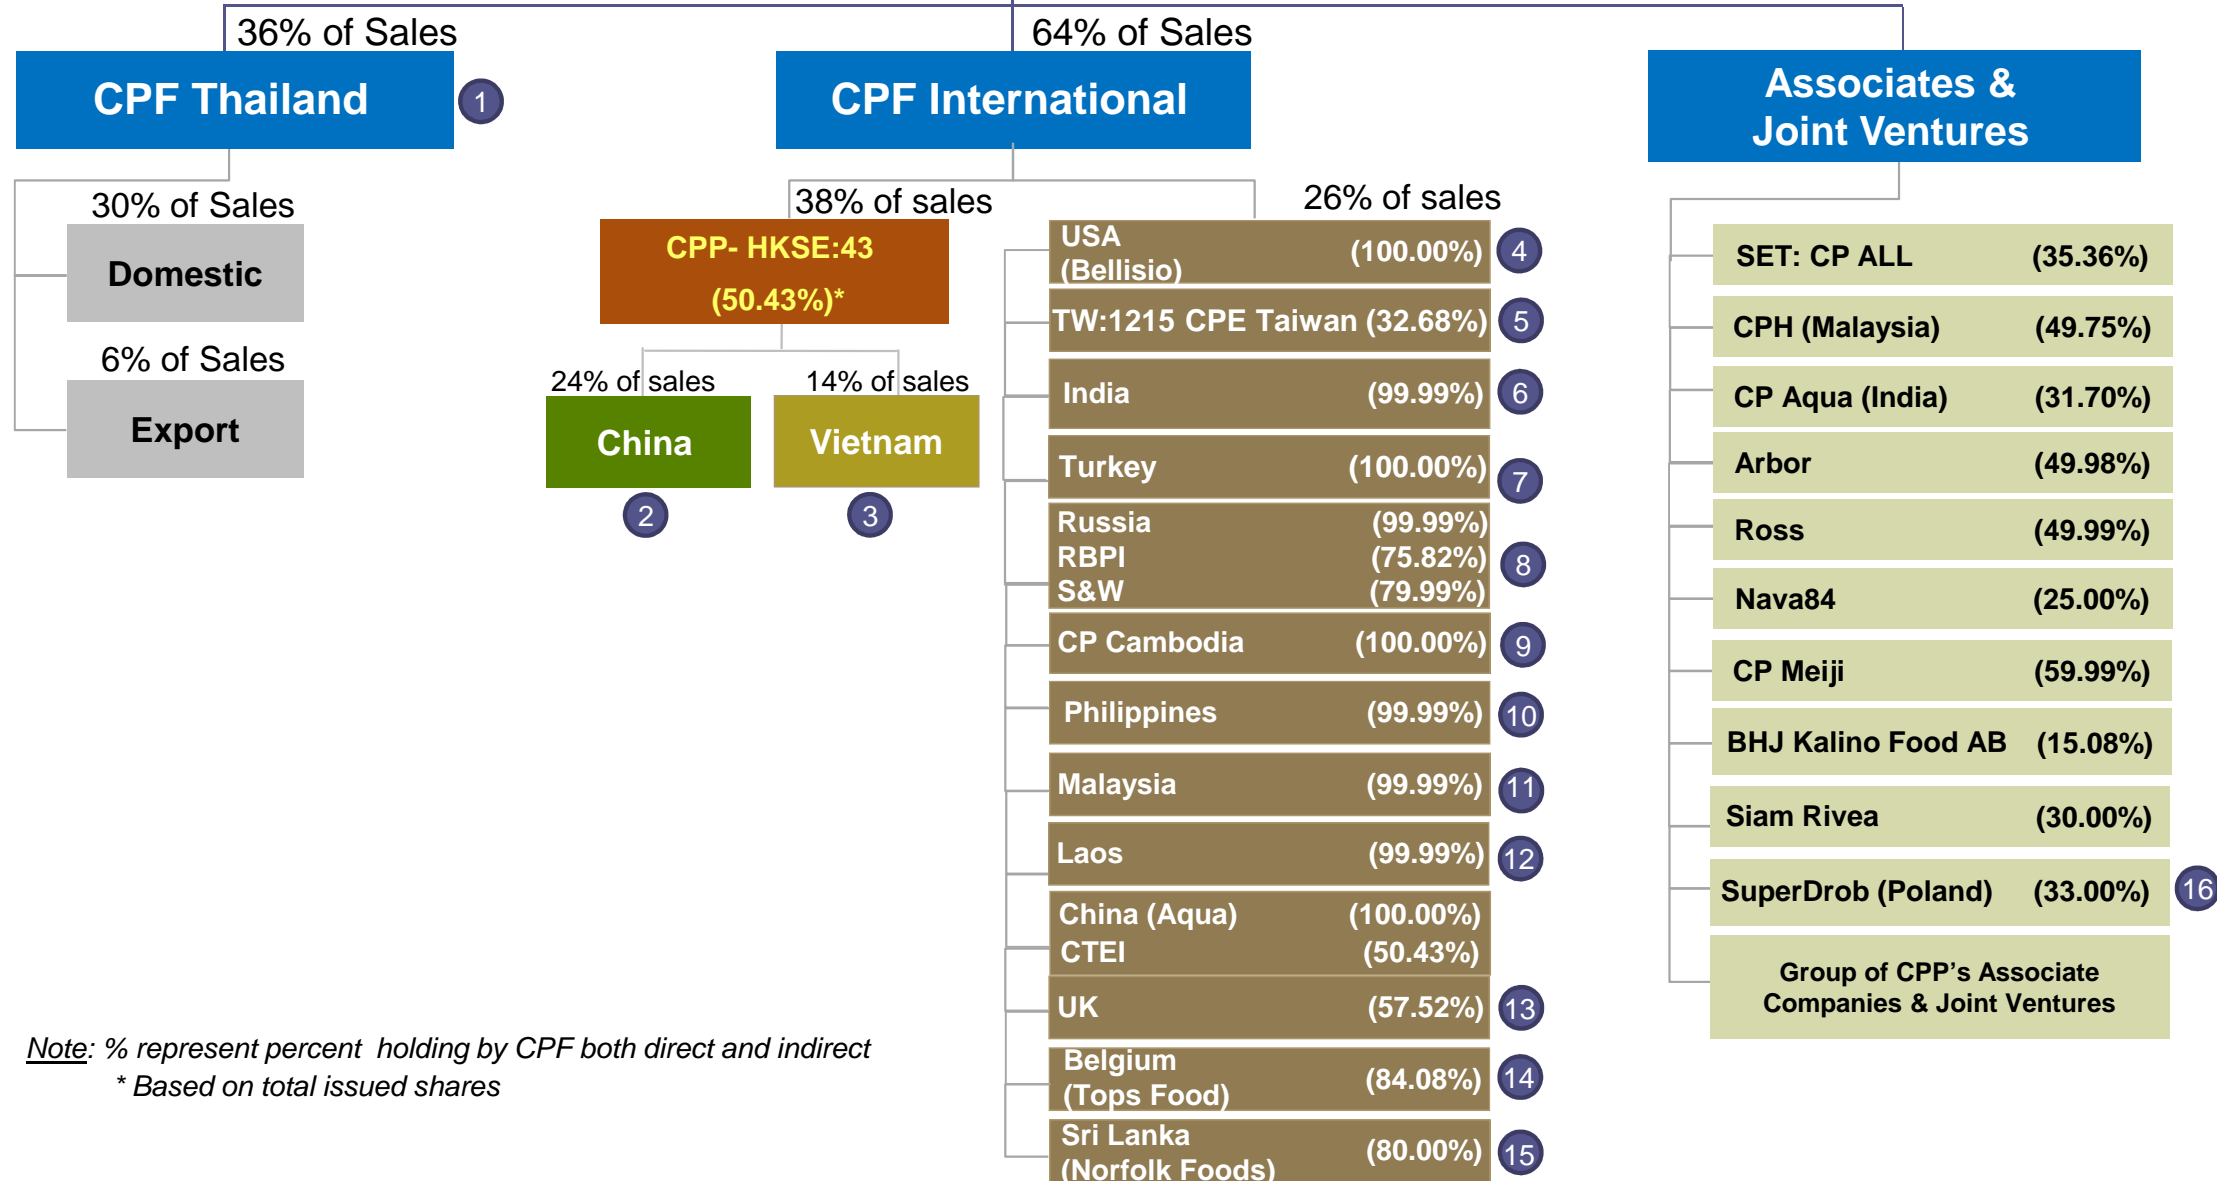 36% of Sales
CPF Thailand
1
30% of Sales
Domestic
6% of Sales
Export
64% of Sales
CPF International
38% of sales
CPP- HKSE:43
(50.43%)*
24% of sales
China
2
14% of sales
Vietnam
3
26% of sales
USA
(Bellisio) (100.00%) 4
TW:1215 CPE Taiwan (32.68%) 5
India (99.99%) 6
Turkey (100.00%) 7
Russia (99.99%)
RBPI (75.82%) 8
S&W (79.99%)
CP Cambodia (100.00%) 9
Philippines (99.99%) 10
Malaysia (99.99%) 11
Laos (99.99%) 12
China (Aqua) (100.00%)
CTEI (50.43%)
UK (57.52%) 13
Belgium
(Tops Food) (84.08%) 14
Sri Lanka
(Norfolk Foods) (80.00%) 15
Associates &
Joint Ventures
SET: CP ALL (35.36%)
CPH (Malaysia) (49.75%)
CP Aqua (India) (31.70%)
Arbor (49.98%)
Ross (49.99%)
Nava84 (25.00%)
CP Meiji (59.99%)
BHJ Kalino Food AB (15.08%)
Siam Rivea (30.00%)
SuperDrob (Poland) (33.00%) 16
Group of CPP's Associate
Companies & Joint Ventures
Note: % represent percent holding by CPF both direct and indirect
* Based on total issued shares